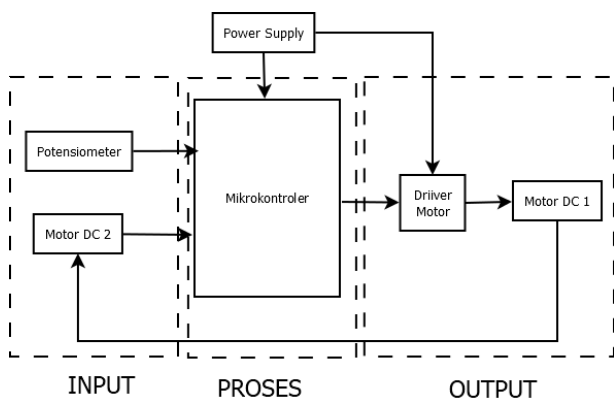 Power Supply
Potensiometer
Mikrokontroler
Driiver
Motor
Motor DC 1
Motor DC 2
INPUT
PROSES
OUTPUT